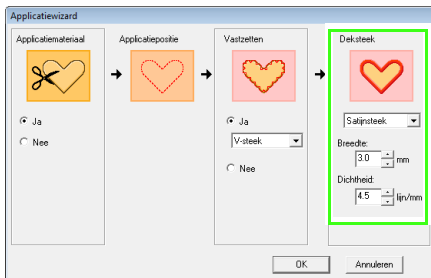 Applicatiewizard
Applicatiemateriaal
Ja
Nee
Applicatiepositie
Vastzetten
Ja
V-steek
Nee
Deksteek
Satijnsteek
Breedte:
3.0 mm
Dichtheid:
4.5 lijn/mm
OK
Annuleren